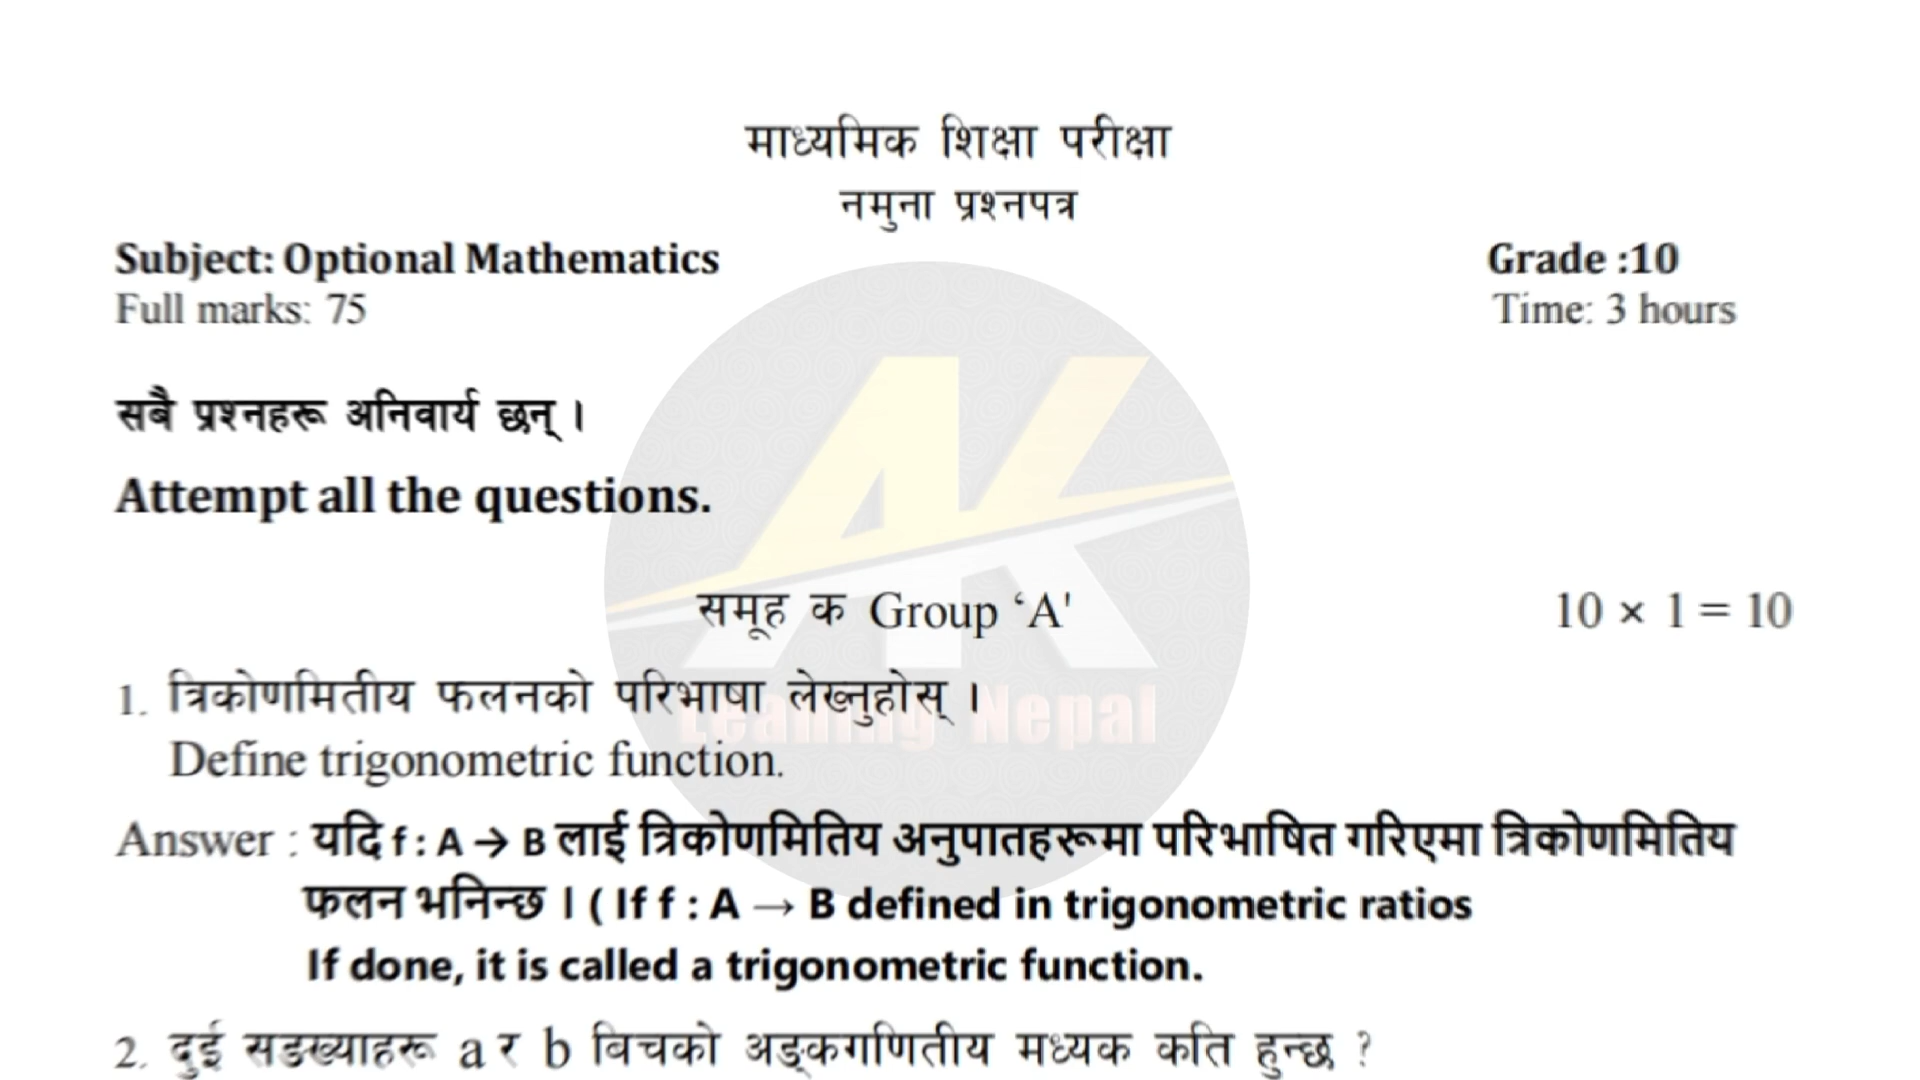 माध्यमिक शिक्षा परीक्षा
नमुना प्रश्नपत्र
Subject: Optional Mathematics Grade :10
Full marks: 75 Time: 3 hours
सबै प्रश्नहरू अनिवार्य छन् ।
Attempt all the questions.
समूह क Group ‘A' 10 × 1 = 10
1. त्रिकोणमितीय फलनको परिभाषा लेख्नुहोस् ।
Leaning Nepal
Define trigonometric function.
Answer : यदि f : A → B लाई त्रिकोणमितिय अनुपातहरूमा परिभाषित गरिएमा त्रिकोणमितिय
फलन भनिन्छ । ( If f : A → B defined in trigonometric ratios
If done, it is called a trigonometric function.
2. दुई सङख्याहरू a र b बिचको अङ्कगणितीय मध्यक कति हुन्छ ?